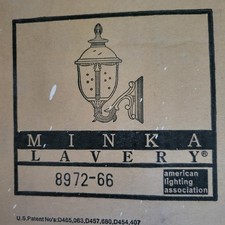 MINKA
LAVERY®
8972-66
american
lighting
association
U.S. Patent No's: D465,063, D457,680, D454,407